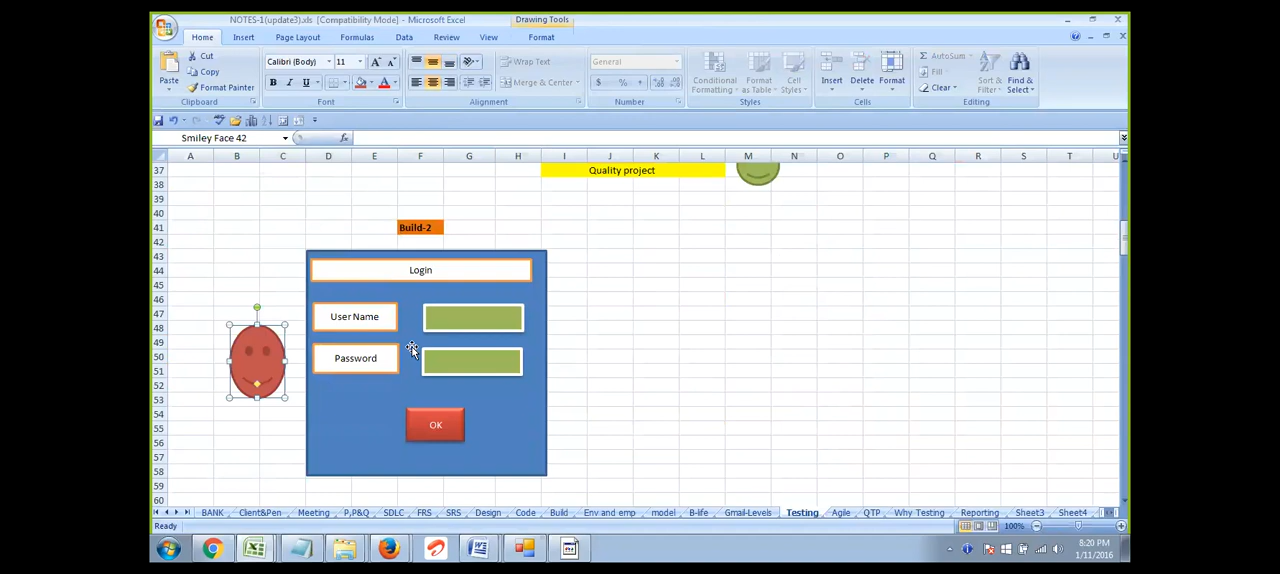 NOTES-1(update3).xls [Compatibility Mode] - Microsoft Excel
Drawing Tools
Home Insert Page Layout Formulas Data Review View Format
Paste
Cut
Copy
Format Painter
Calibri (Body) 11
B I U
Wrap Text
Merge & Center
General
$ % ,
Conditional Formatting
Format as Table
Cell Styles
Insert Delete Format
AutoSum
Fill
Clear
Sort & Filter
Find & Select
Clipboard Font Alignment Number Styles Cells Editing
Smiley Face 42
fx
A B C D E F G H I J K L M N O P Q R S T U
37 Quality project
38
39
40
41 Build-2
42
43
44 Login
45
46
47 User Name
48
49
50 Password
51
52
53
54
55 OK
56
57
58
59
60
BANK Client&Pen Meeting P,P&Q SDLC FRS SRS Design Code Build Env and emp model B-life Gmail-Levels Testing Agile QTP Why Testing Reporting Sheet3 Sheet4
Ready
100%
8:20 PM
1/11/2016